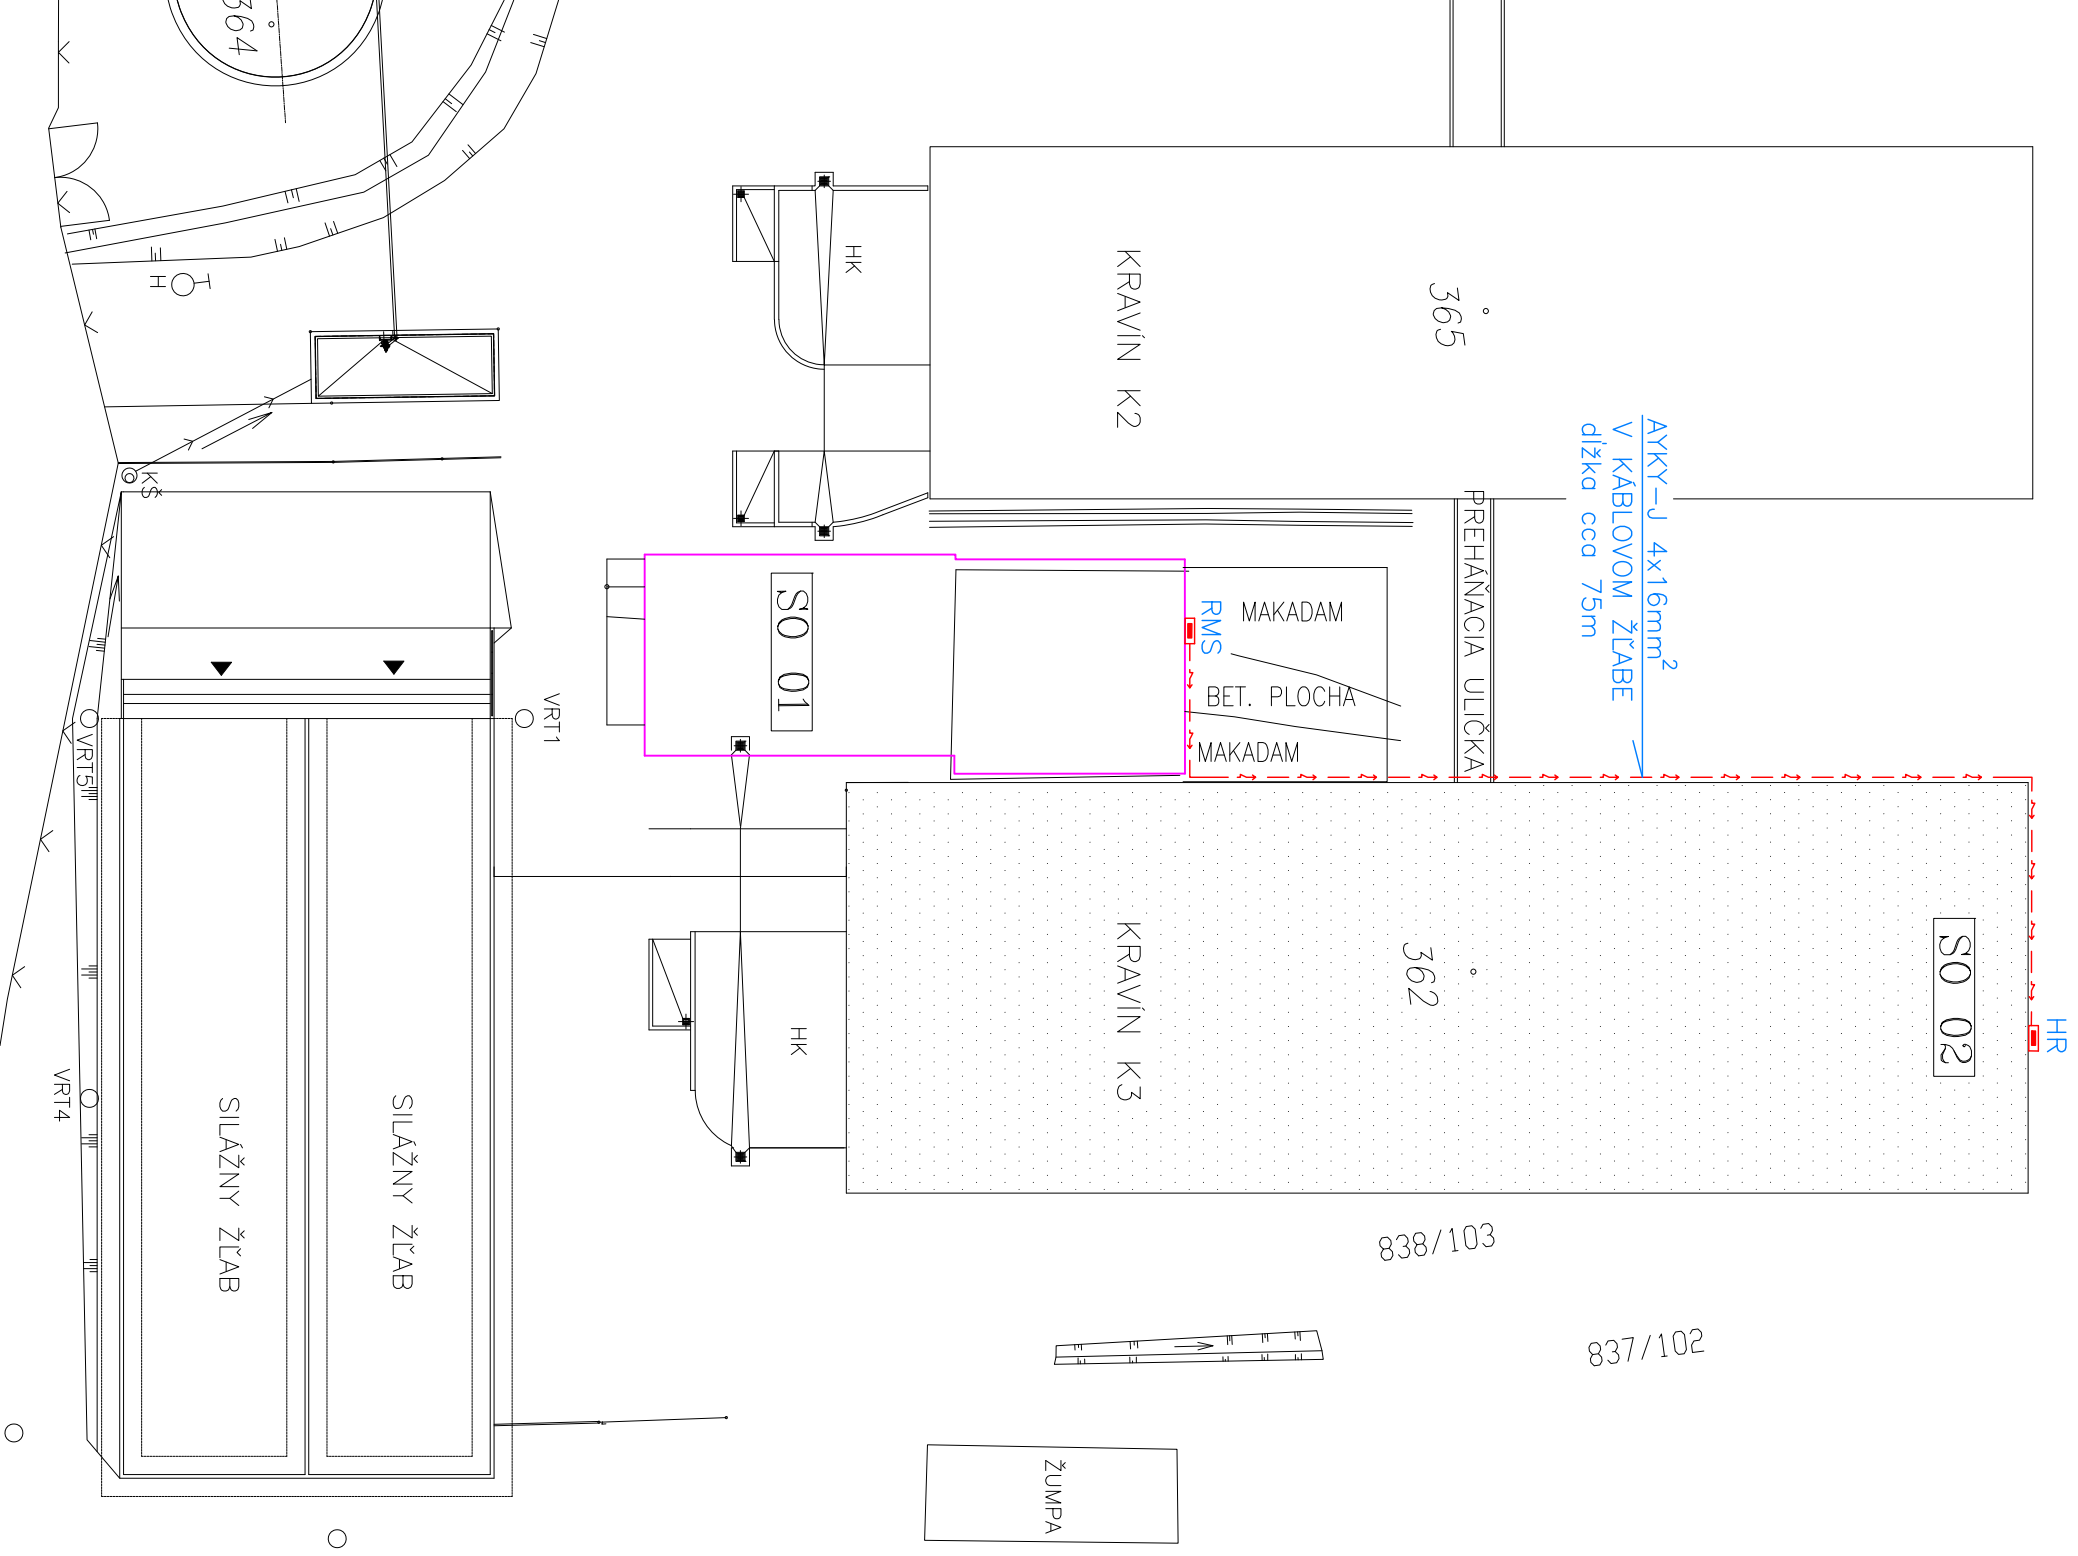 364
H
KŠ
HK
KRAVÍN K2
365
AYKY-J 4x16mm²
V KÁBLOVOM ŽĽABE
dĺžka cca 75m
PREHÁŇACIA ULIČKA
SO 01
RMS
MAKADAM
BET. PLOCHA
MAKADAM
VRT1
VRT5
KRAVÍN K3
362
SO 02
HR
HK
VRT4
SILÁŽNY ŽĽAB
SILÁŽNY ŽĽAB
838/103
837/102
ŽUMPA